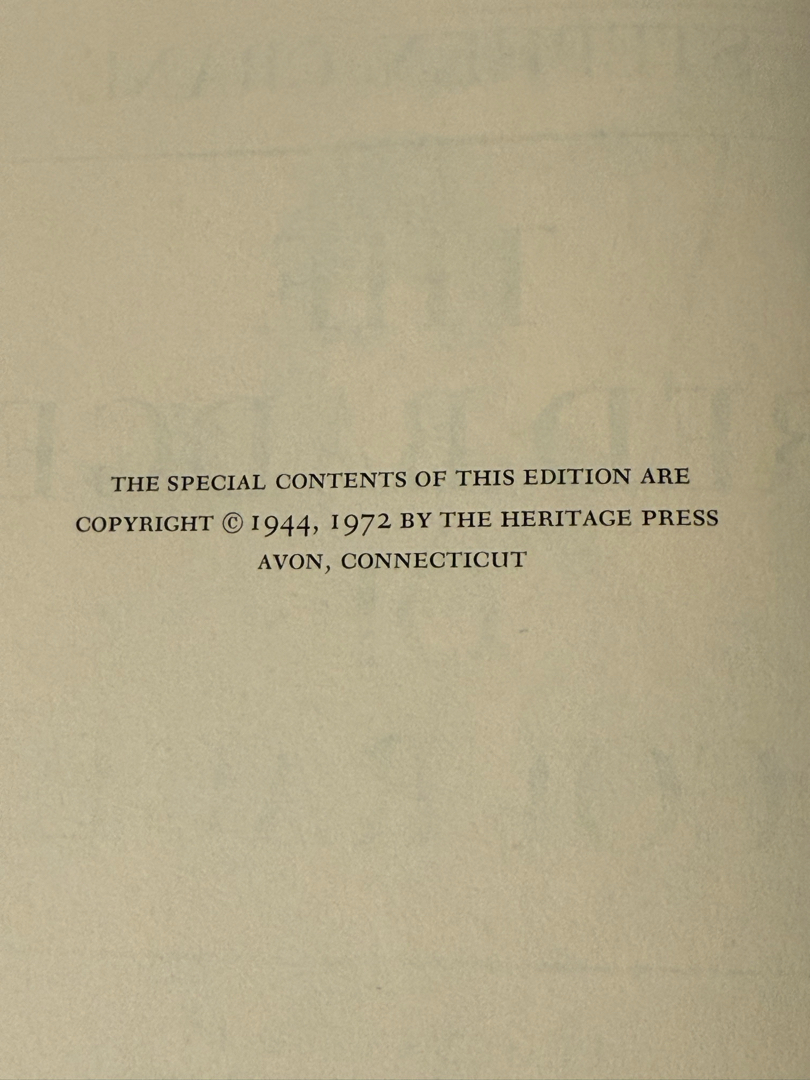 THE SPECIAL CONTENTS OF THIS EDITION ARE
COPYRIGHT © 1944, 1972 BY THE HERITAGE PRESS
AVON, CONNECTICUT